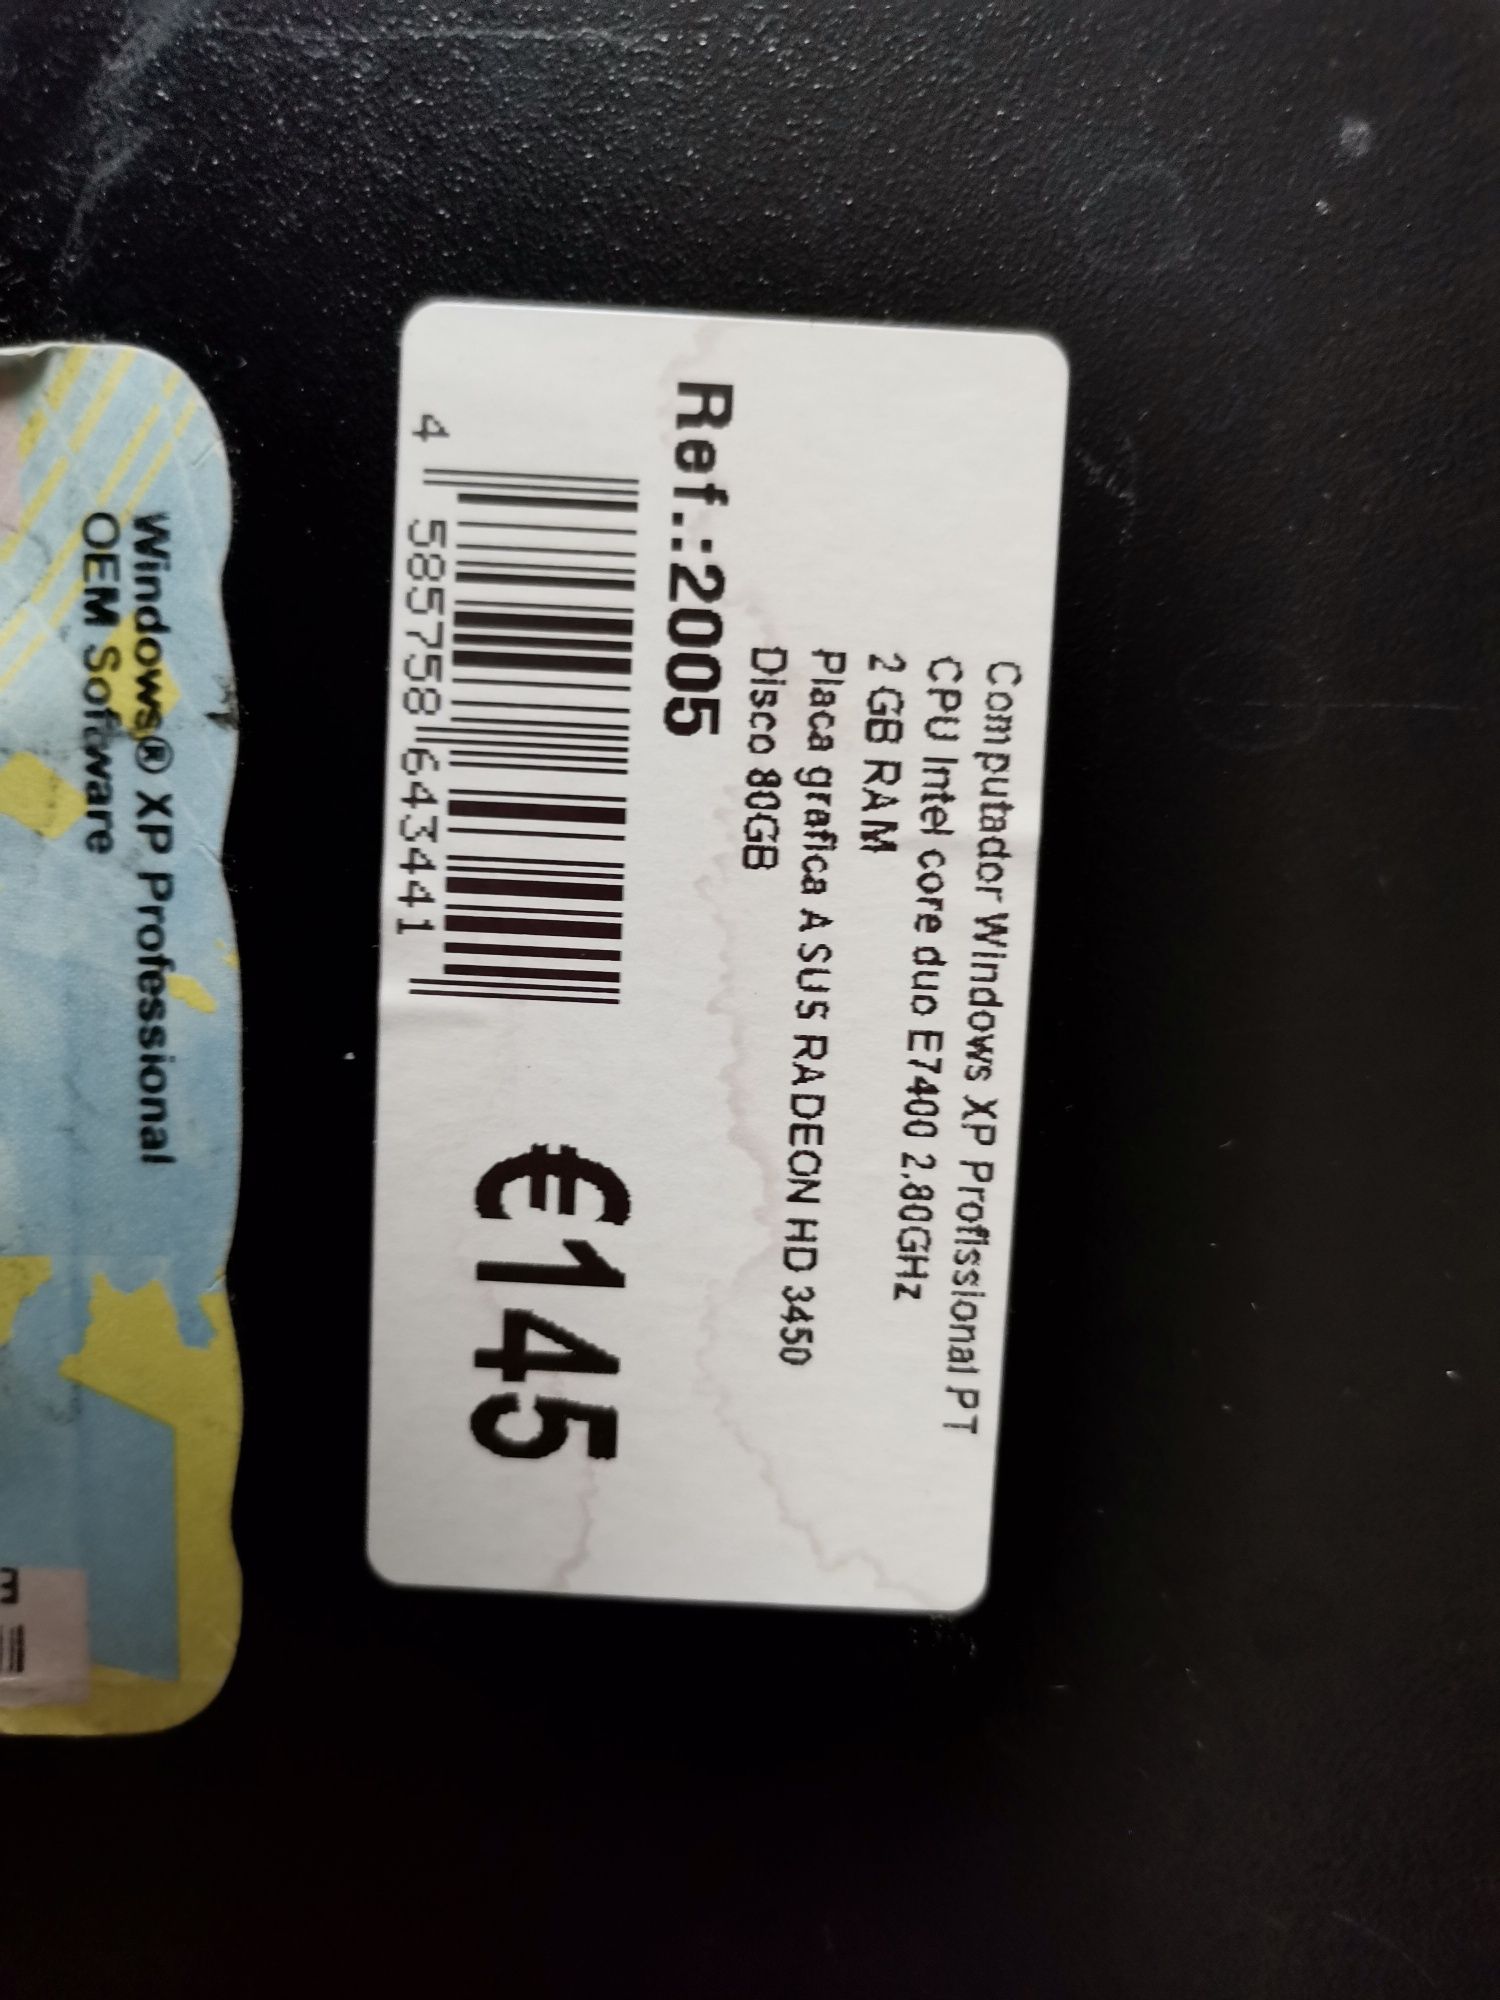 Computador Windows XP Profissional PT
CPU Intel core duo E7400 2.80GHz
2 GB RAM
Placa grafica ASUS RADEON HD 3450
Disco 80GB
Ref.:2005
4 585758 643441
€145
Windows® XP Professional
OEM Software